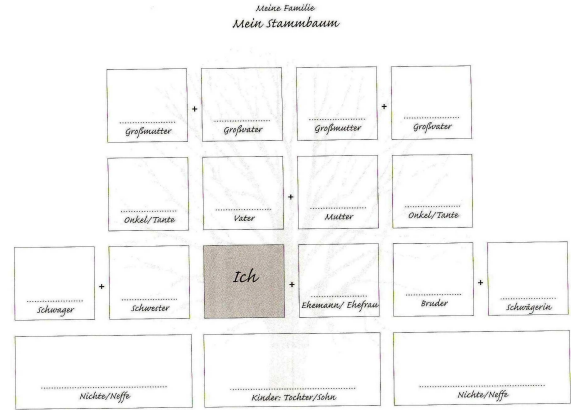 Meine Familie
Mein Stammbaum
Großmutter + Großvater Großmutter + Großvater
Onkel/Tante Vater + Mutter Onkel/Tante
Schwager + Schwester Ich + Ehemann/ Ehefrau Bruder + Schwägerin
Nichte/Neffe Kinder: Tochter/Sohn Nichte/Neffe